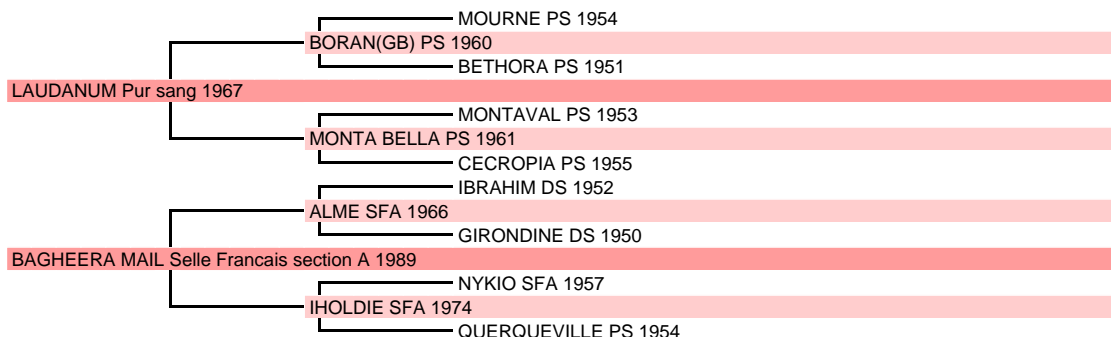 MOURNE PS 1954
BORAN(GB) PS 1960
BETHORA PS 1951
LAUDANUM Pur sang 1967
MONTAVAL PS 1953
MONTA BELLA PS 1961
CECROPIA PS 1955
IBRAHIM DS 1952
ALME SFA 1966
GIRONDINE DS 1950
BAGHEERA MAIL Selle Francais section A 1989
NYKIO SFA 1957
IHOLDIE SFA 1974
QUERQUEVILLE PS 1954